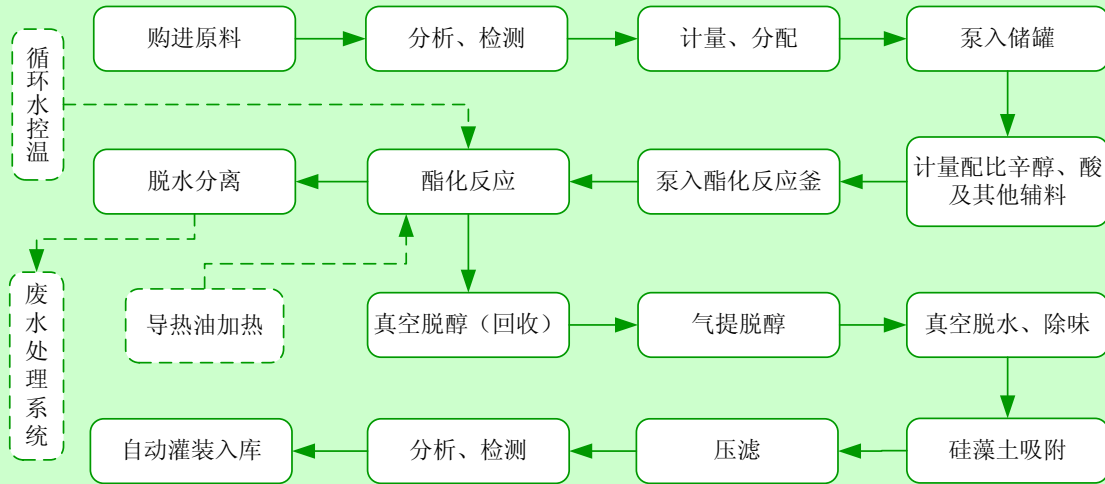 购进原料
分析、检测
计量、分配
泵入储罐
循环水控温
脱水分离
酯化反应
泵入酯化反应釜
计量配比辛醇、酸
及其他辅料
废水处理系统
导热油加热
真空脱醇（回收）
气提脱醇
真空脱水、除味
自动灌装入库
分析、检测
压滤
硅藻土吸附